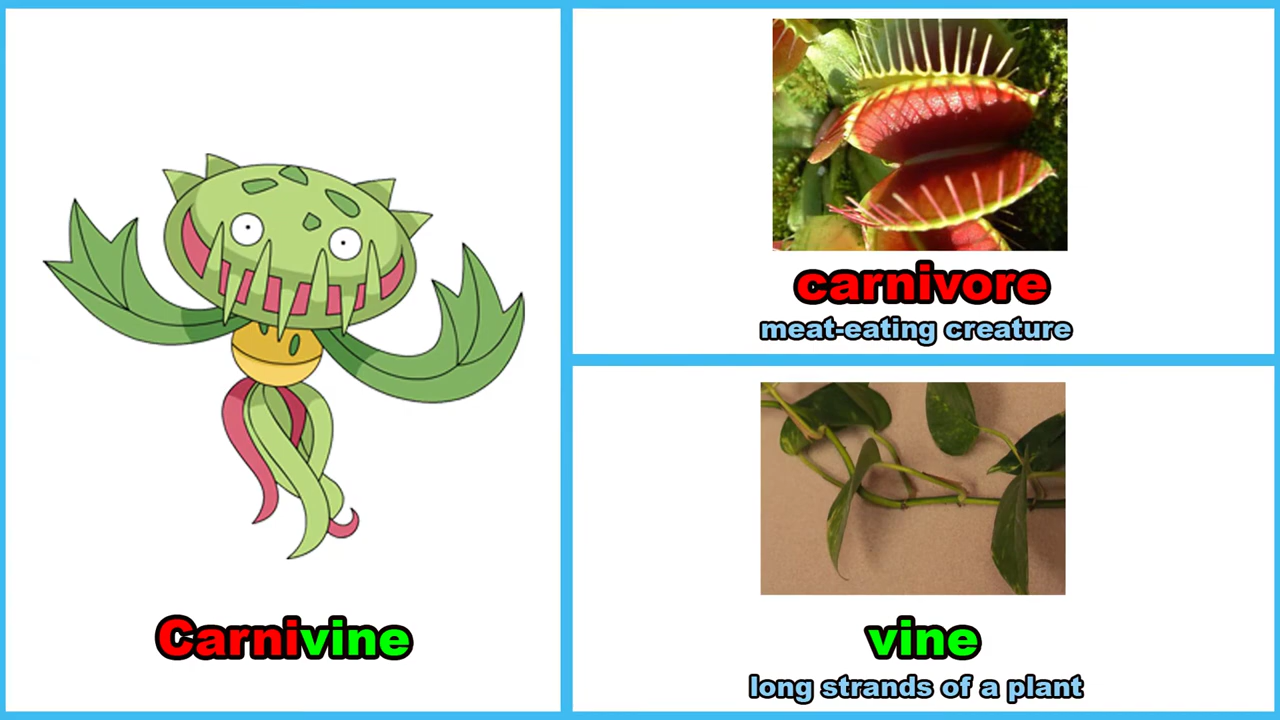 Carnivine
carnivore
meat-eating creature
vine
long strands of a plant